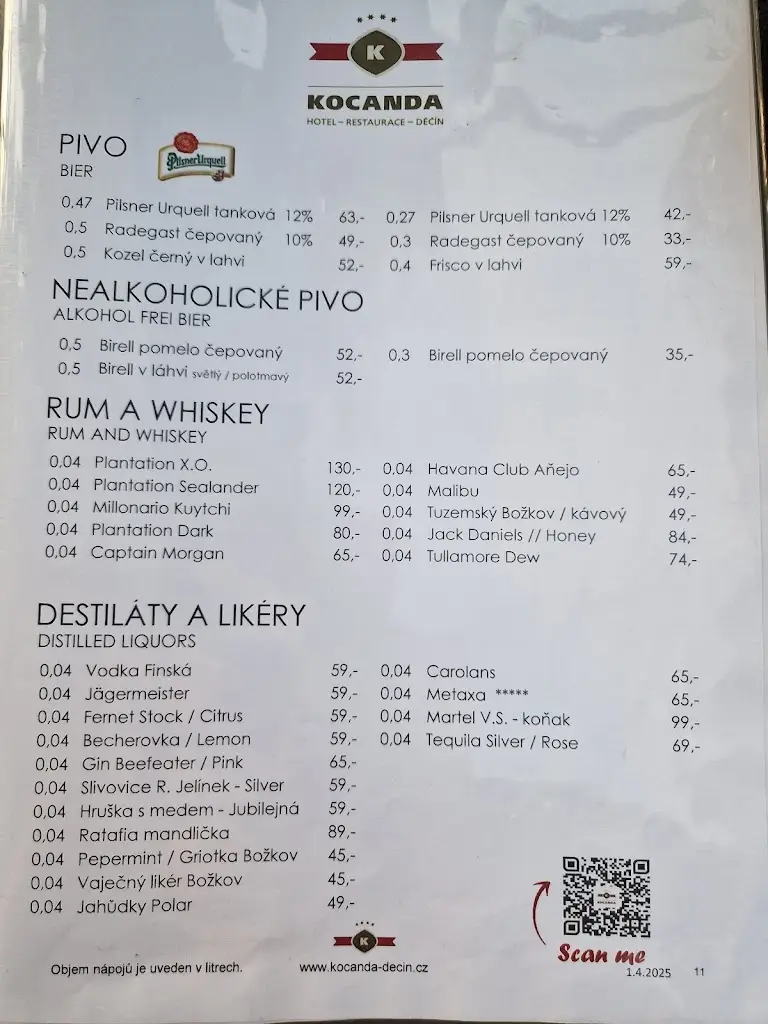 K
KOCANDA
HOTEL – RESTAURACE – DĚČÍN
PIVO
Pilsner Urquell
BIER
0,47 Pilsner Urquell tanková 12% 63,- 0,27 Pilsner Urquell tanková 12% 42,-
0,5 Radegast čepovaný 10% 49,- 0,3 Radegast čepovaný 10% 33,-
0,5 Kozel černý v lahvi 52,- 0,4 Frisco v lahvi 59,-
NEALKOHOLICKÉ PIVO
ALKOHOL FREI BIER
0,5 Birell pomelo čepovaný 52,- 0,3 Birell pomelo čepovaný 35,-
0,5 Birell v láhvi světlý / polotmavý 52,-
RUM A WHISKEY
RUM AND WHISKEY
0,04 Plantation X.O. 130,- 0,04 Havana Club Aňejo 65,-
0,04 Plantation Sealander 120,- 0,04 Malibu 49,-
0,04 Millonario Kuytchi 99,- 0,04 Tuzemský Božkov / kávový 49,-
0,04 Plantation Dark 80,- 0,04 Jack Daniels // Honey 84,-
0,04 Captain Morgan 65,- 0,04 Tullamore Dew 74,-
DESTILÁTY A LIKÉRY
DISTILLED LIQUORS
0,04 Vodka Finská 59,- 0,04 Carolans 65,-
0,04 Jägermeister 59,- 0,04 Metaxa ***** 65,-
0,04 Fernet Stock / Citrus 59,- 0,04 Martel V.S. - koňak 99,-
0,04 Becherovka / Lemon 59,- 0,04 Tequila Silver / Rose 69,-
0,04 Gin Beefeater / Pink 65,-
0,04 Slivovice R. Jelínek - Silver 59,-
0,04 Hruška s medem - Jubilejná 59,-
0,04 Ratafia mandlička 89,-
0,04 Pepermint / Griotka Božkov 45,-
0,04 Vaječný likér Božkov 45,-
0,04 Jahůdky Polar 49,-
KOCANDA
K
Scan me
Objem nápojů je uveden v litrech. www.kocanda-decin.cz 1.4.2025 11